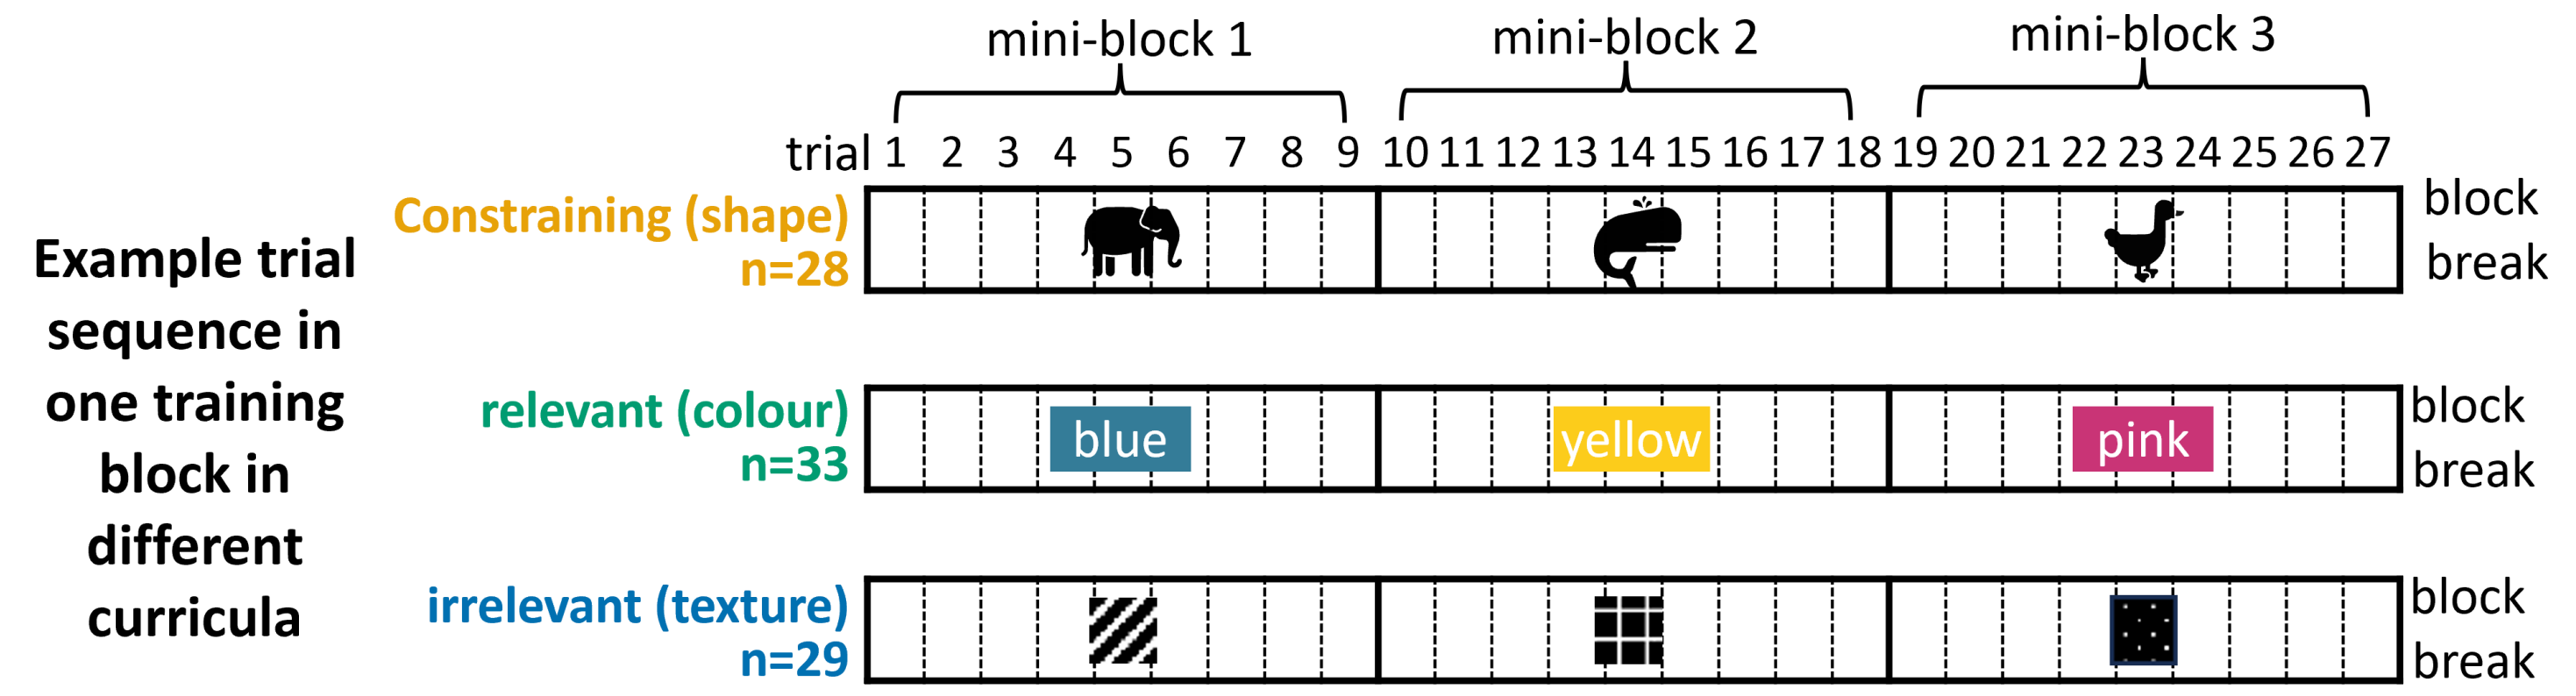 mini-block 1 mini-block 2 mini-block 3
trial 1 2 3 4 5 6 7 8 9 10 11 12 13 14 15 16 17 18 19 20 21 22 23 24 25 26 27
Example trial
sequence in
one training
block in
different
curricula
Constraining (shape)
n=28
block
break
relevant (colour)
n=33
blue yellow pink
block
break
irrelevant (texture)
n=29
block
break